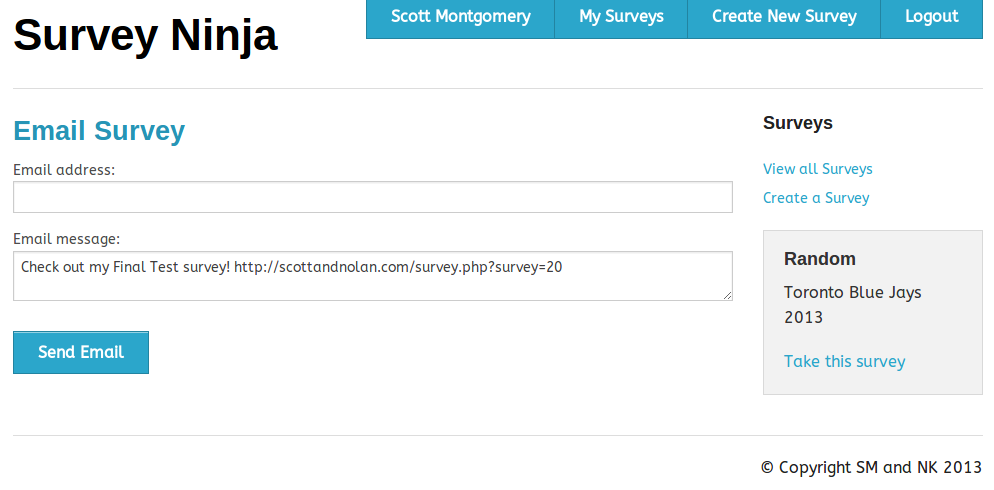 Survey Ninja
Scott Montgomery
My Surveys
Create New Survey
Logout
Email Survey
Email address:
Email message:
Check out my Final Test survey! http://scottandnolan.com/survey.php?survey=20
Send Email
Surveys
View all Surveys
Create a Survey
Random
Toronto Blue Jays
2013
Take this survey
© Copyright SM and NK 2013